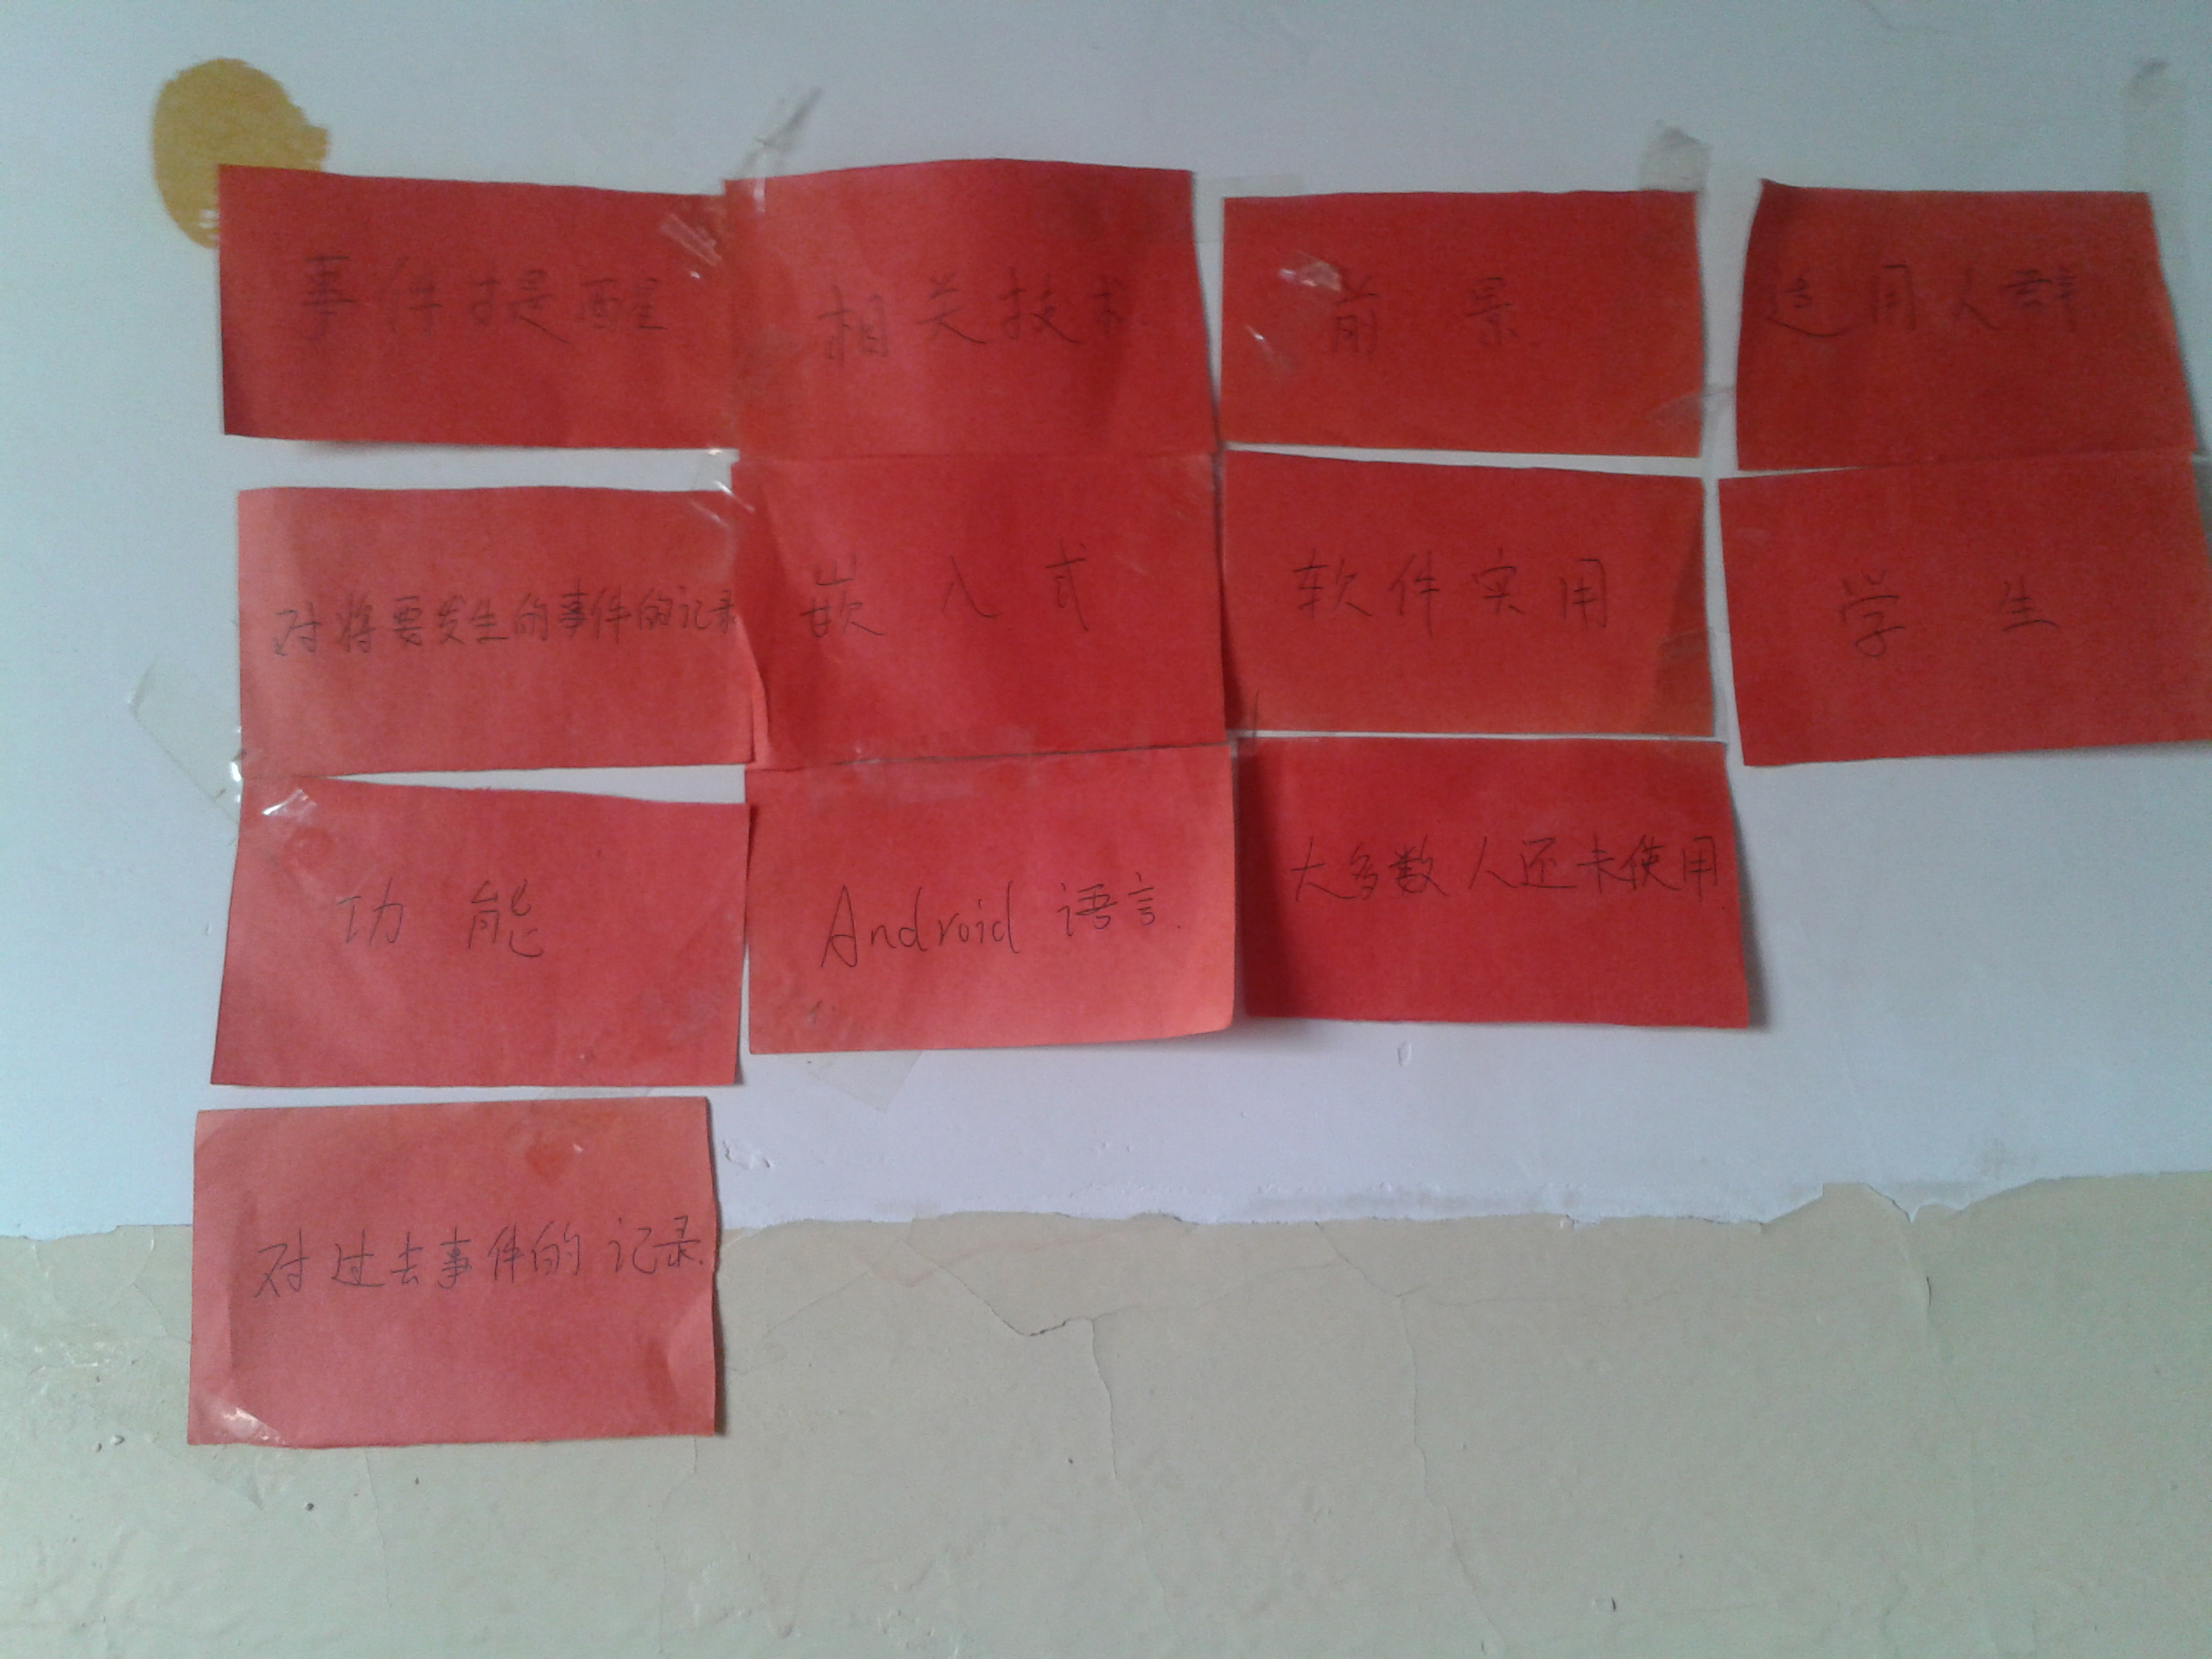 事件提醒
相关技术
前景
适用人群
对将要发生的事件的记录
嵌入式
软件实用
学生
功能
Android 语言.
大多数人还未使用
对过去事件的记录.